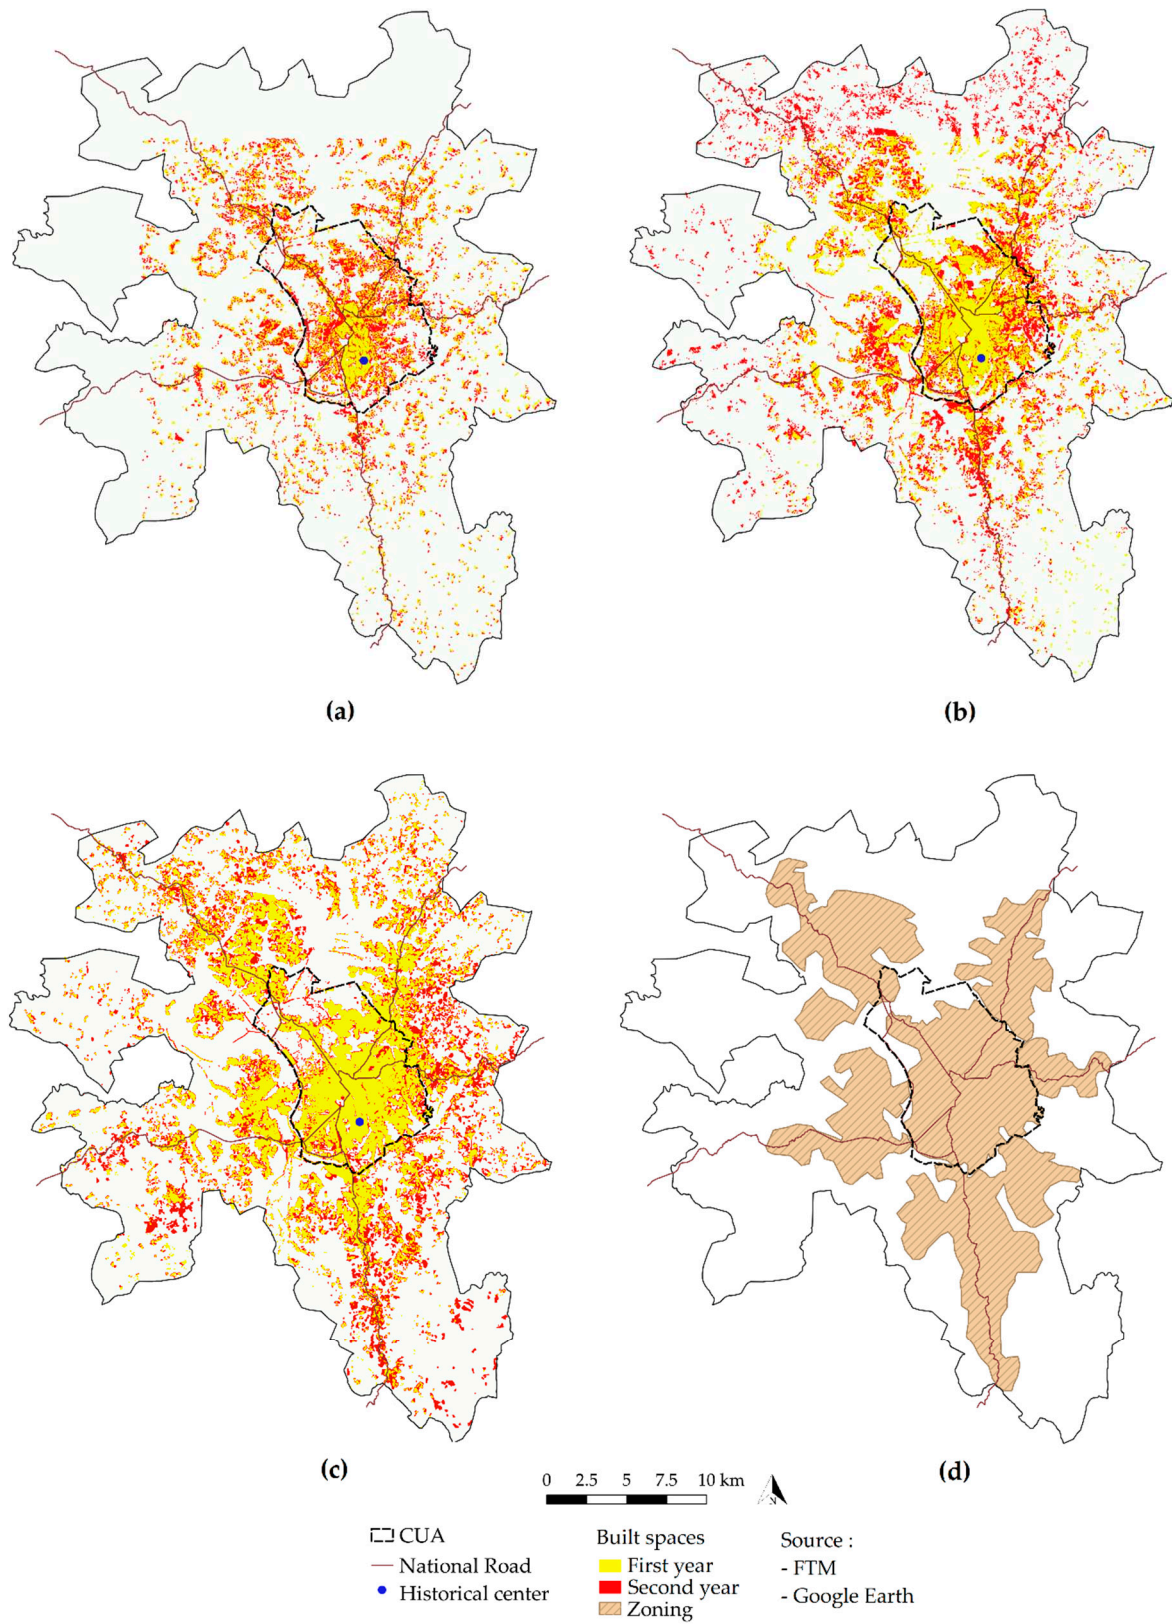 (a)
(b)
(c)
(d)
0 2.5 5 7.5 10 km
N
CUA
National Road
Historical center
Built spaces
First year
Second year
Zoning
Source :
- FTM
- Google Earth